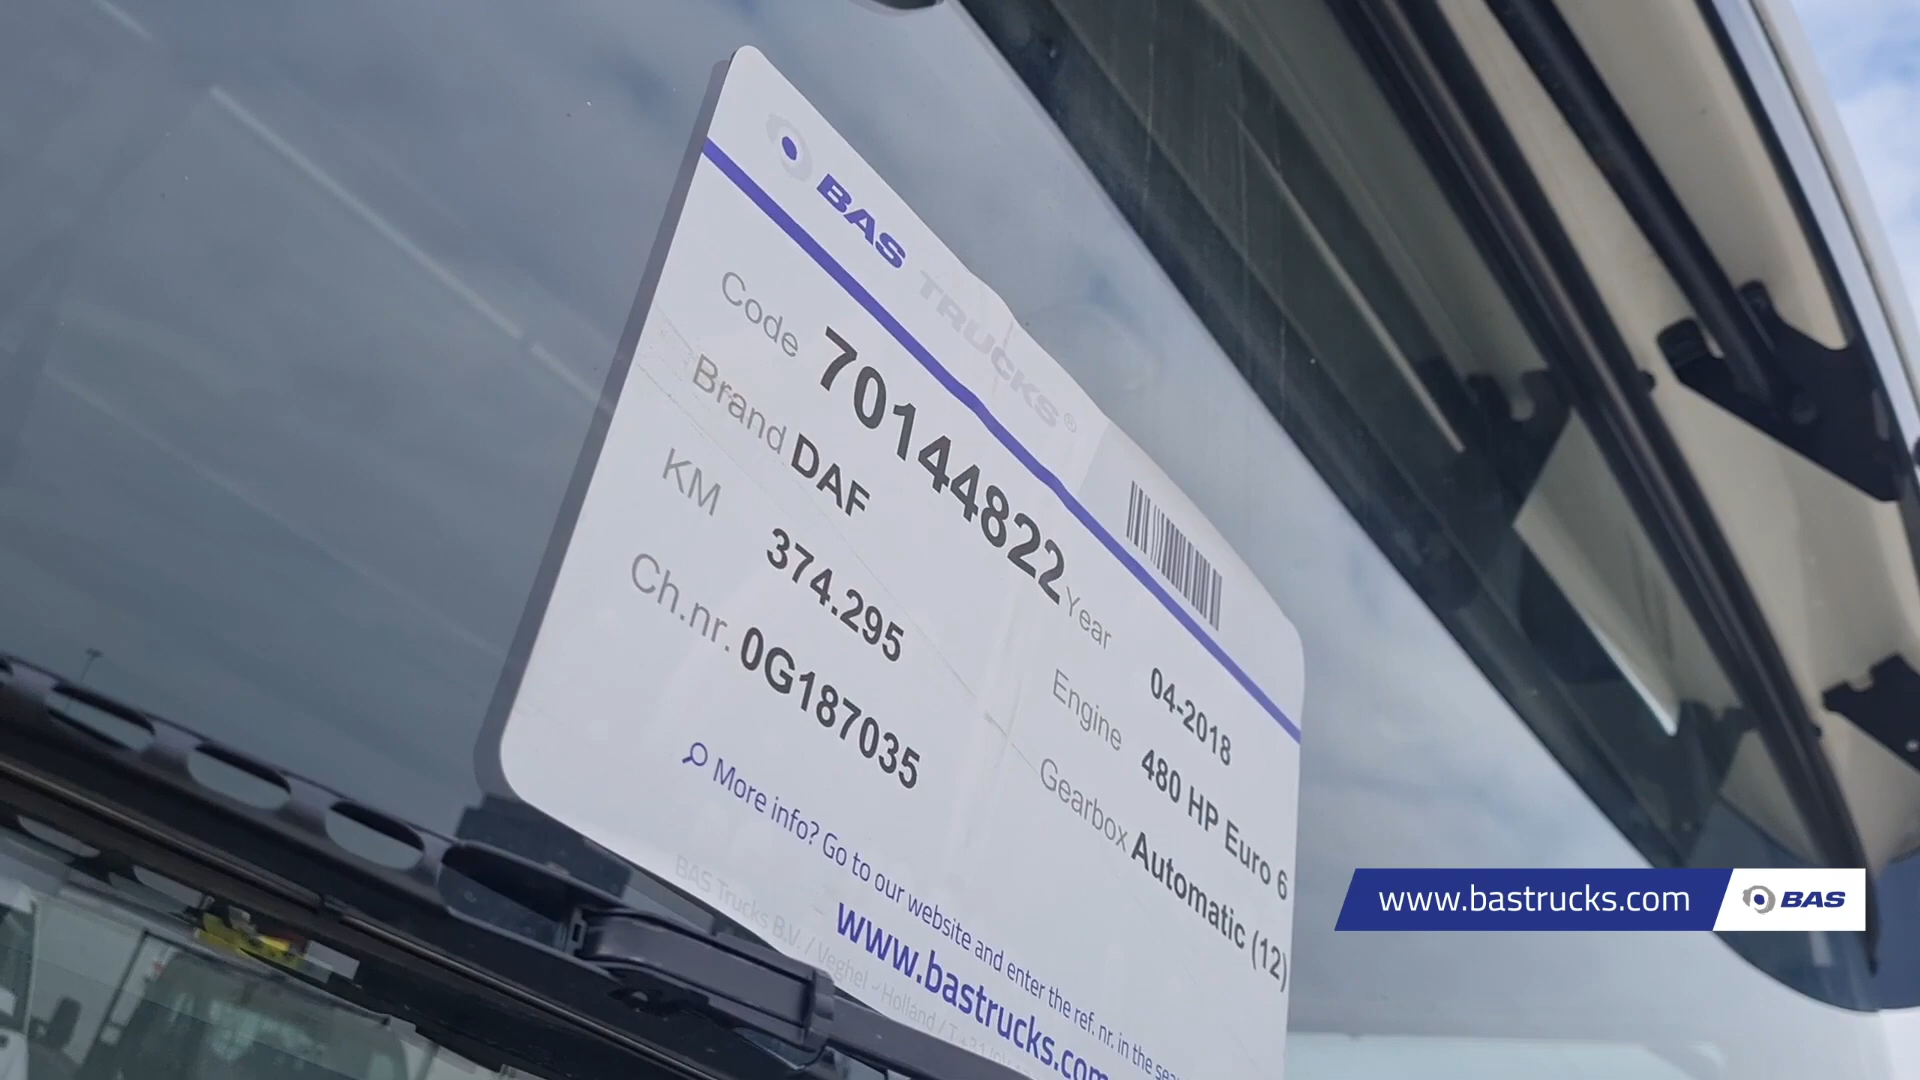 BAS TRUCKS®
Code 70144822
Brand DAF
KM 374.295
Ch.nr. 0G187035
Year 04-2018
Engine 480 HP Euro 6
Gearbox Automatic (12)
More info? Go to our website and enter the ref. nr. in the
www.bastrucks.com
BAS Trucks B.V. / Veghel - Holland / T
www.bastrucks.com
BAS